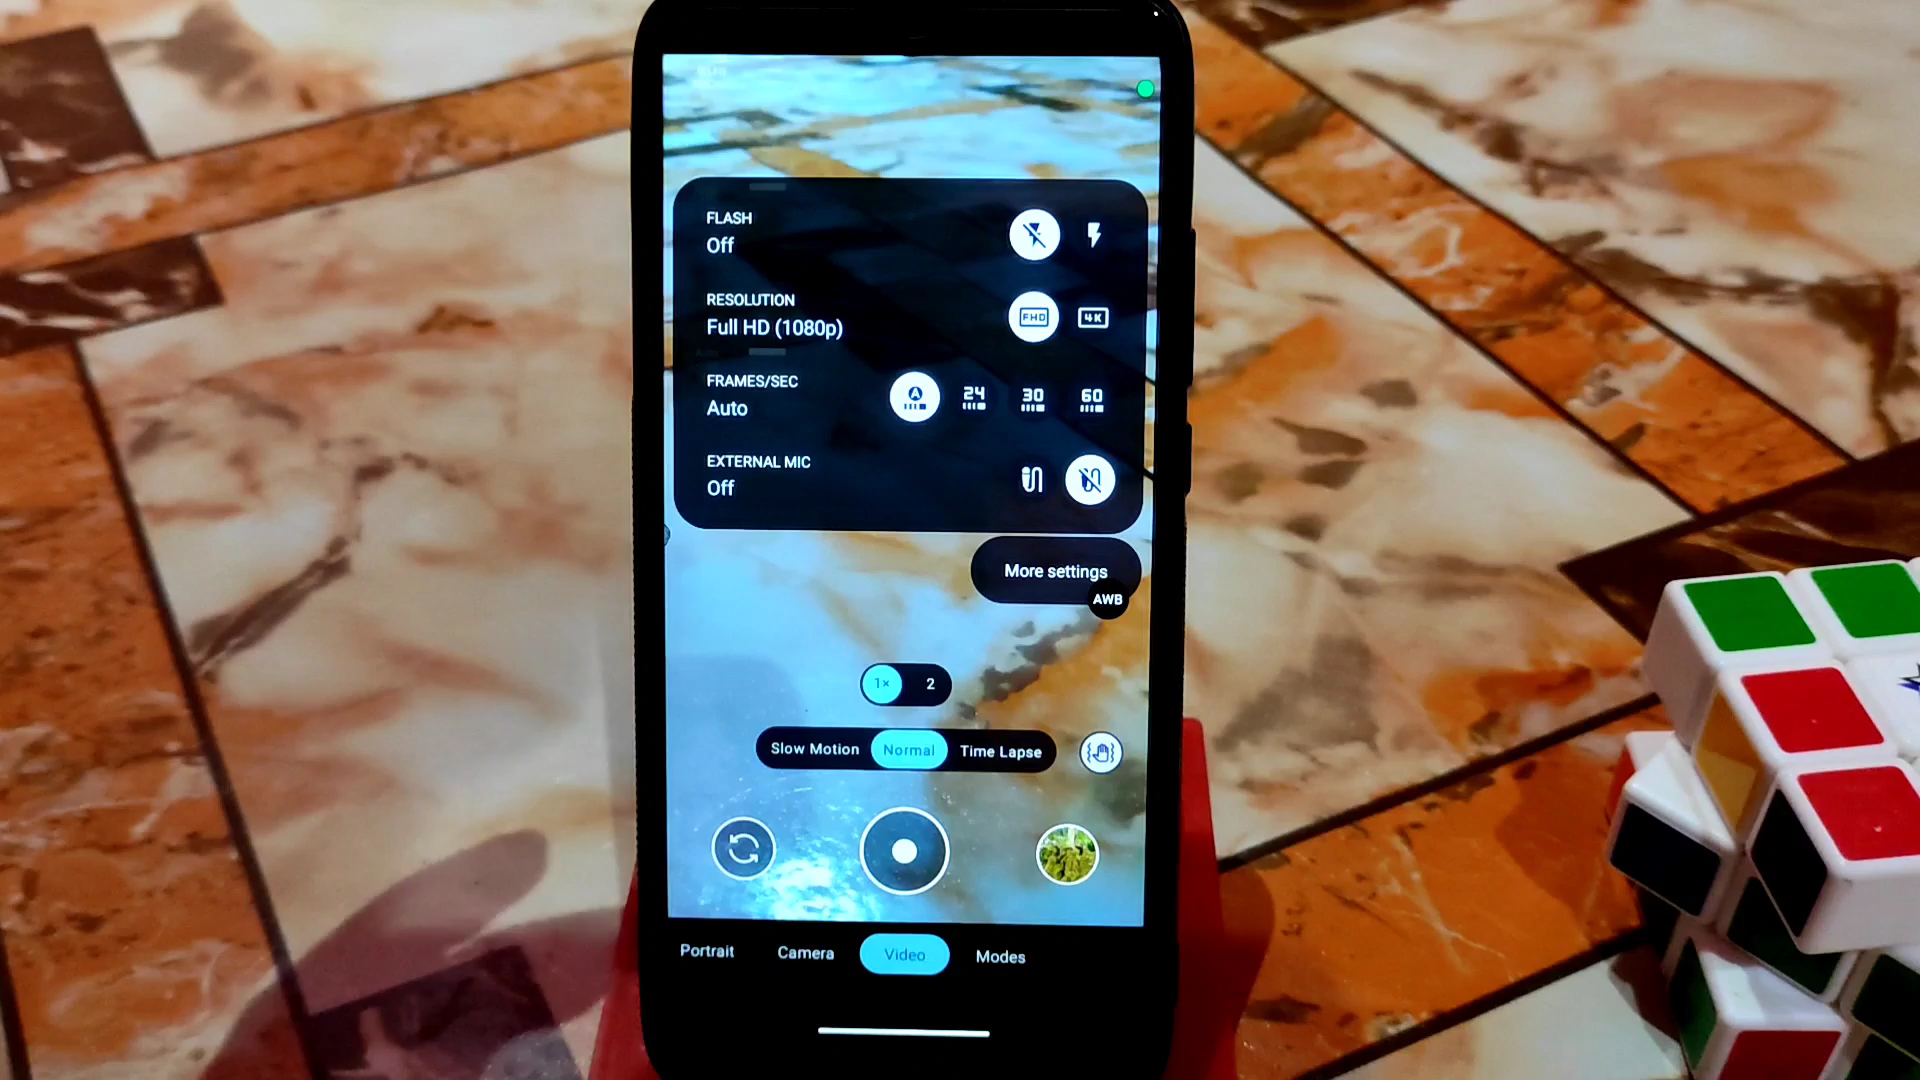 FLASH
Off
RESOLUTION
Full HD (1080p)
FHD 4K
FRAMES/SEC
Auto
A 24 30 60
EXTERNAL MIC
Off
More settings
AWB
1× 2
Slow Motion Normal Time Lapse
Portrait Camera Video Modes